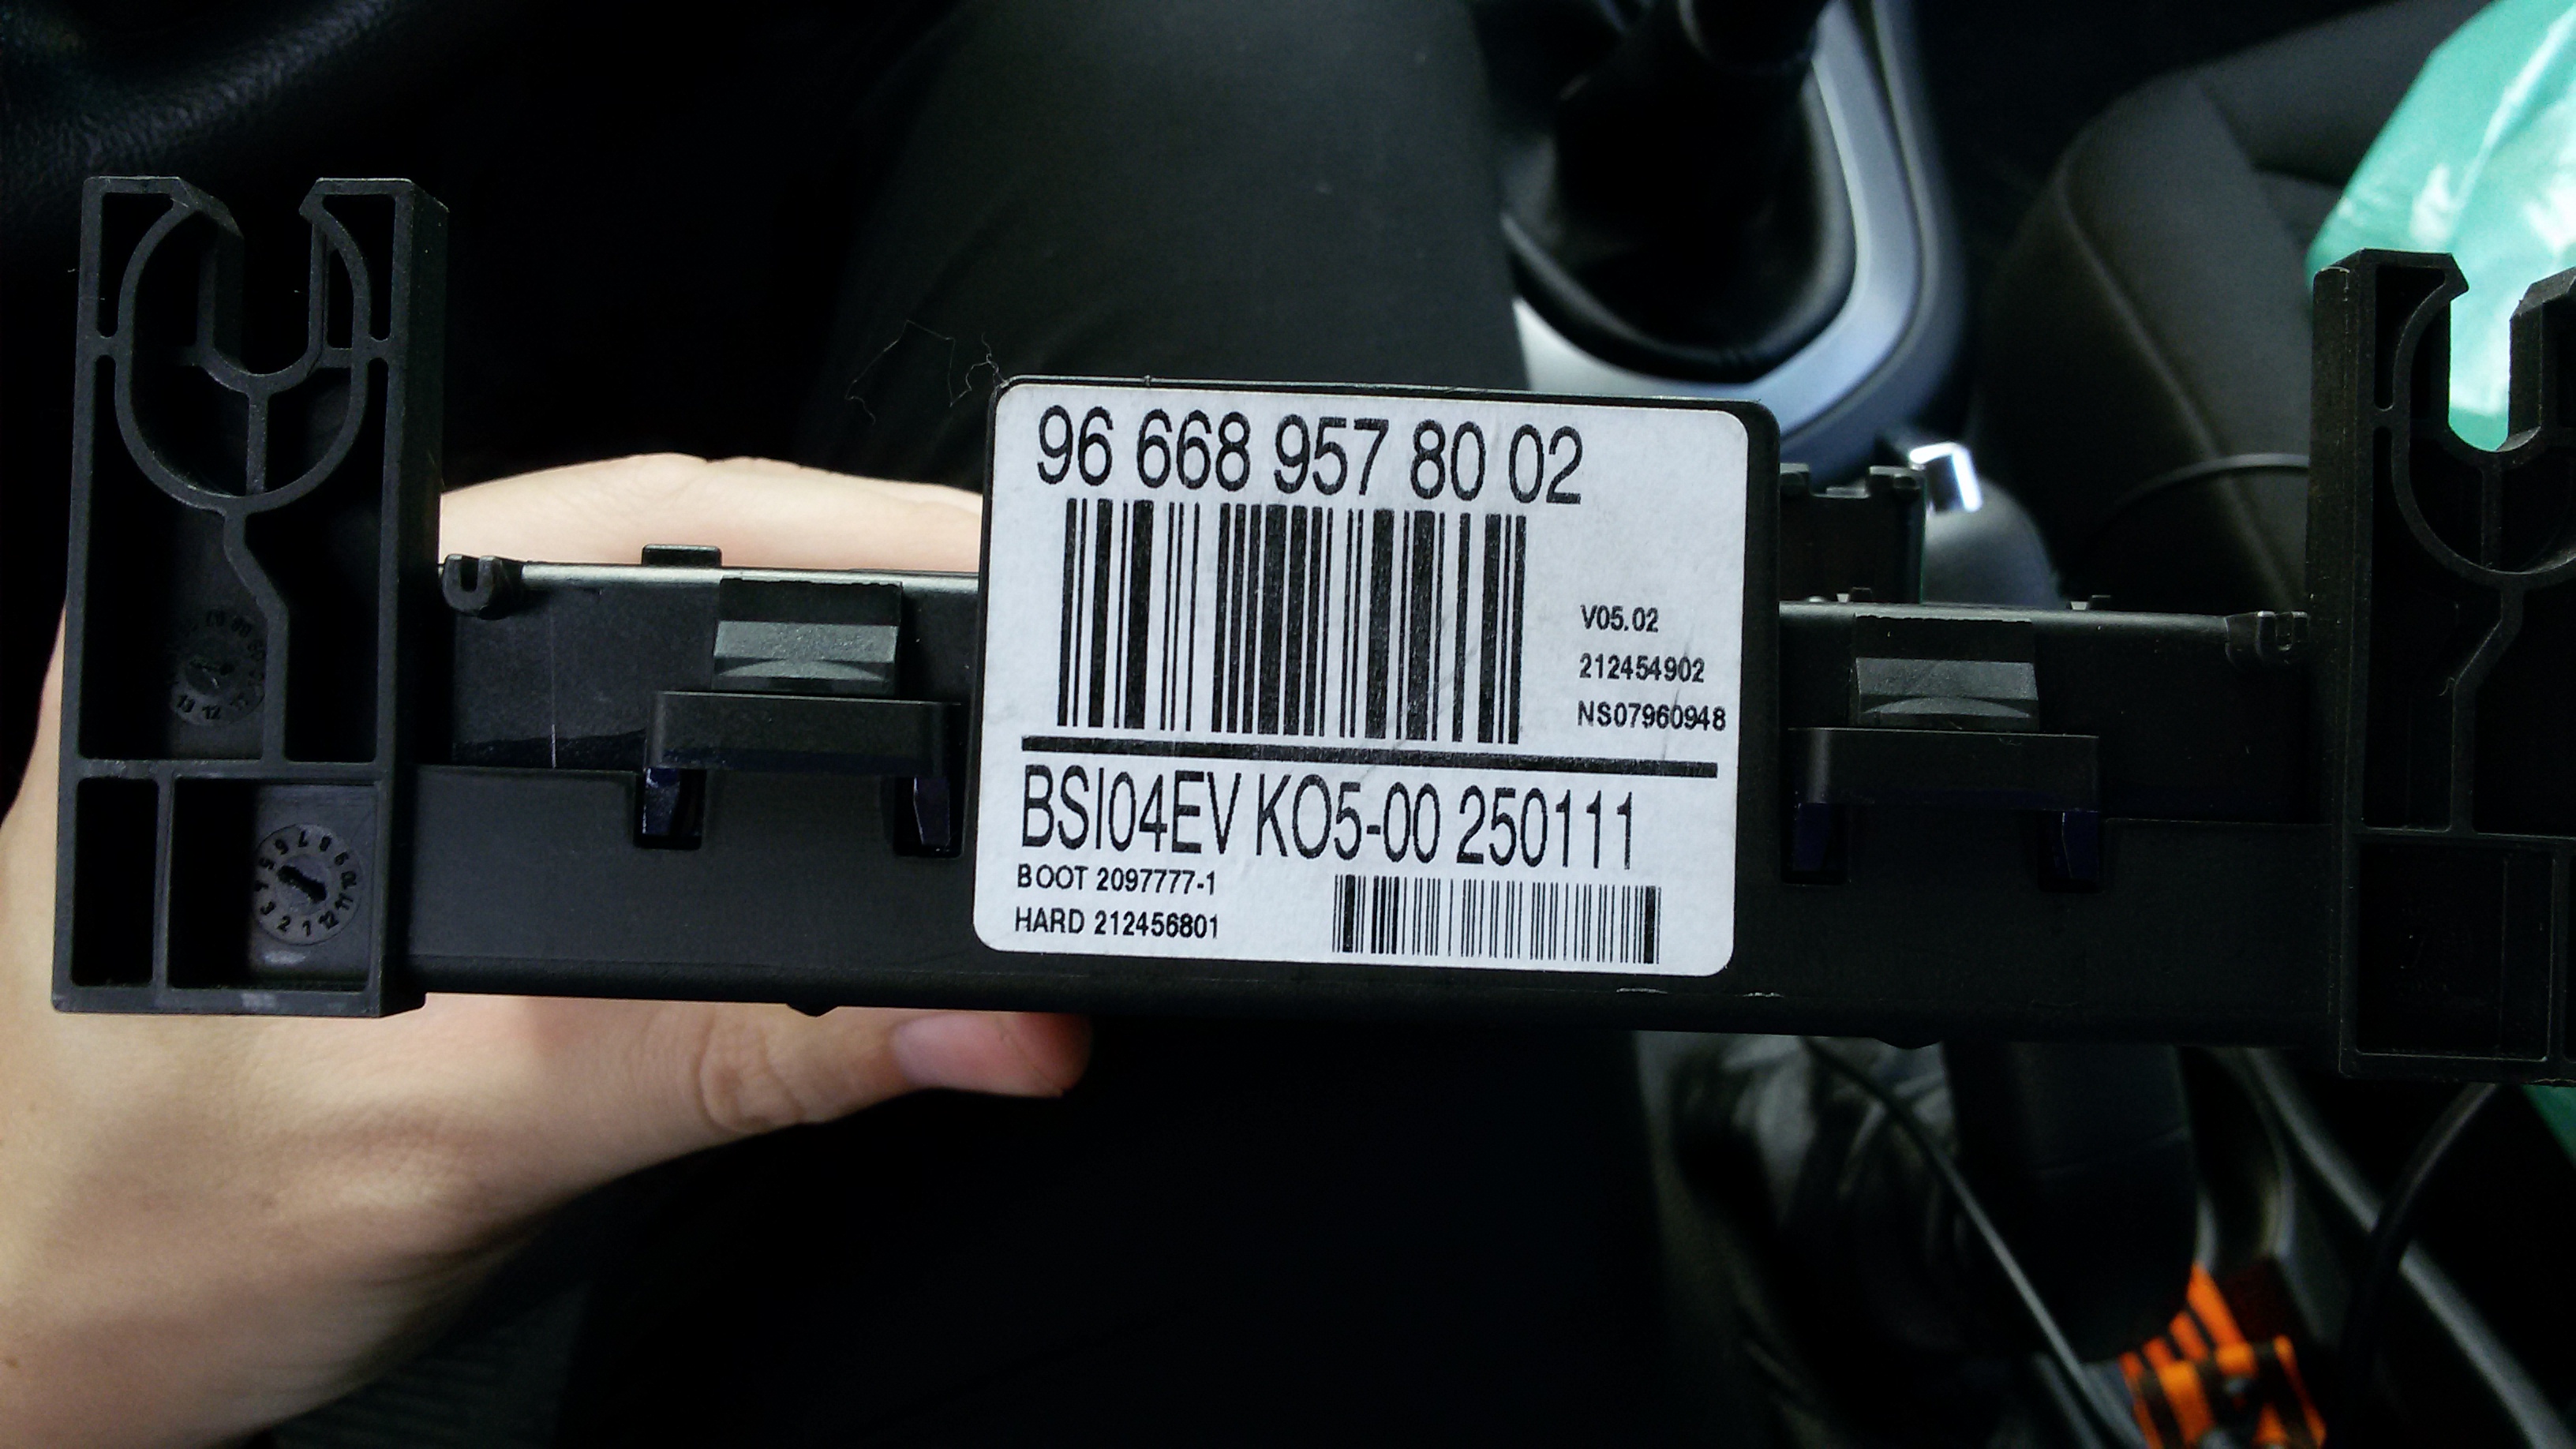 96 668 957 80 02
V05.02
212454902
NS07960948
BSI04EV KO5-00 250111
BOOT 2097777-1
HARD 212456801